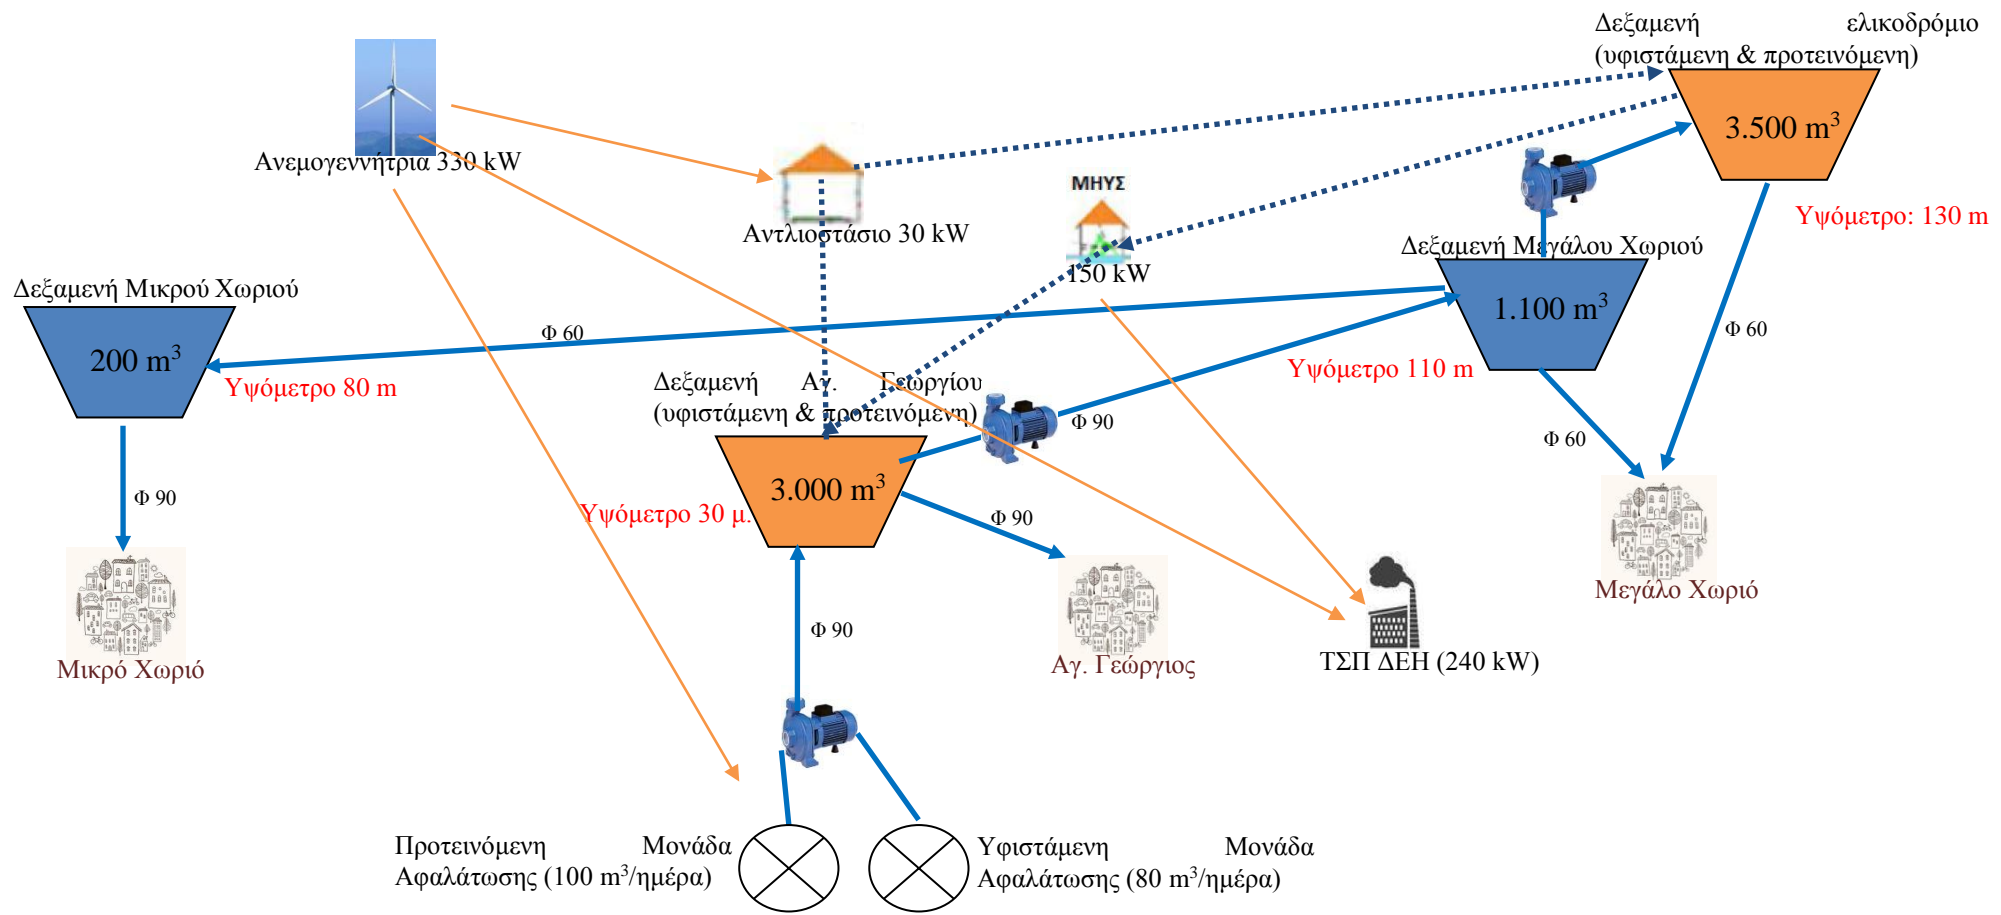 Δεξαμενή ελικοδρόμιο
(υφιστάμενη & προτεινόμενη)
3.500 m³
Υψόμετρο: 130 m
Ανεμογεννήτρια 330 kW
Αντλιοστάσιο 30 kW
ΜΗΥΣ
150 kW
Δεξαμενή Μεγάλου Χωριού
1.100 m³
Υψόμετρο 110 m
Δεξαμενή Μικρού Χωριού
200 m³
Υψόμετρο 80 m
Φ 60
Φ 60
Δεξαμενή Αγ. Γεωργίου
(υφιστάμενη & προτεινόμενη)
3.000 m³
Υψόμετρο 30 μ.
Φ 90
Φ 60
Φ 90
Φ 90
Φ 90
Μικρό Χωριό
Αγ. Γεώργιος
ΤΣΠ ΔΕΗ (240 kW)
Μεγάλο Χωριό
Προτεινόμενη Μονάδα
Αφαλάτωσης (100 m³/ημέρα)
Υφιστάμενη Μονάδα
Αφαλάτωσης (80 m³/ημέρα)